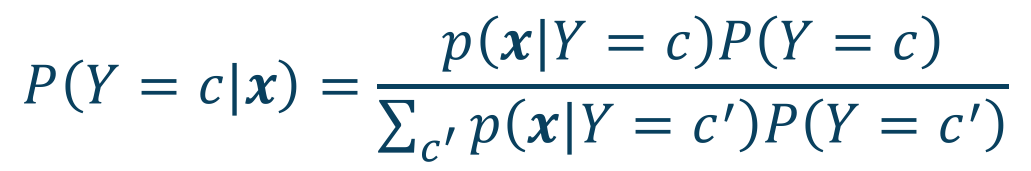 P(Y = c|x) = p(x|Y = c)P(Y = c) / ∑c′ p(x|Y = c′)P(Y = c′)